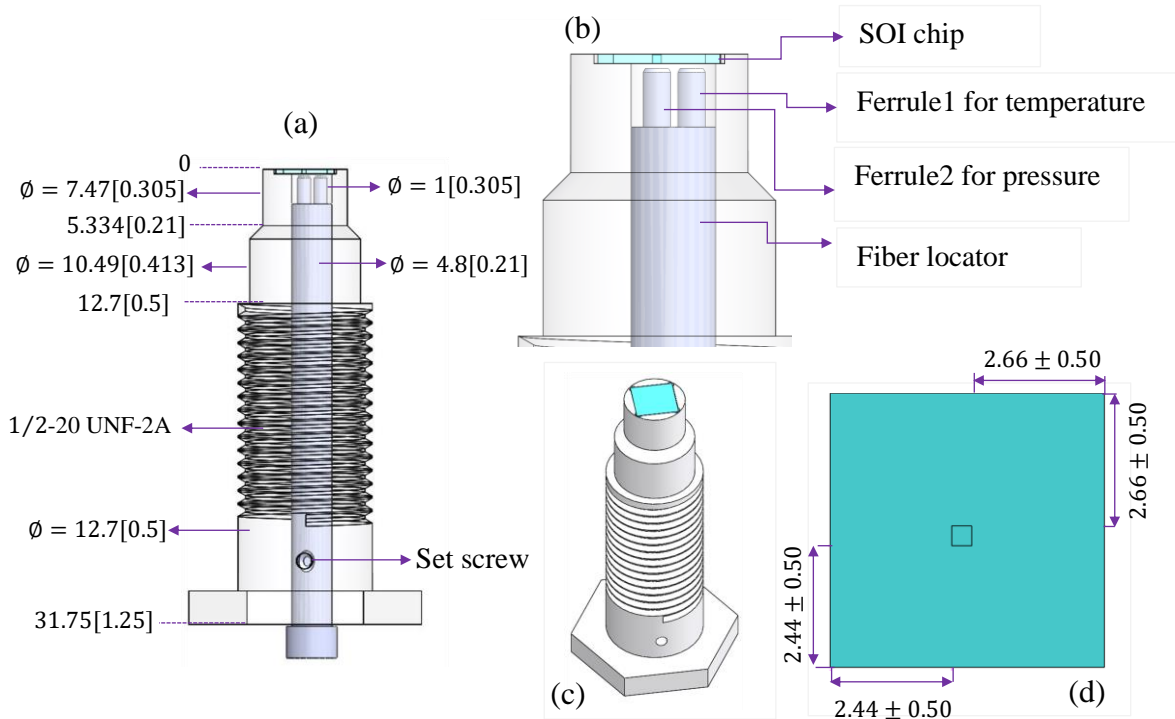 (a)
0
∅ = 7.47[0.305]
∅ = 1[0.305]
5.334[0.21]
∅ = 10.49[0.413]
∅ = 4.8[0.21]
12.7[0.5]
1/2-20 UNF-2A
∅ = 12.7[0.5]
Set screw
31.75[1.25]
(b)
SOI chip
Ferrule1 for temperature
Ferrule2 for pressure
Fiber locator
(c)
2.66 ± 0.50
2.66 ± 0.50
2.44 ± 0.50
2.44 ± 0.50
(d)